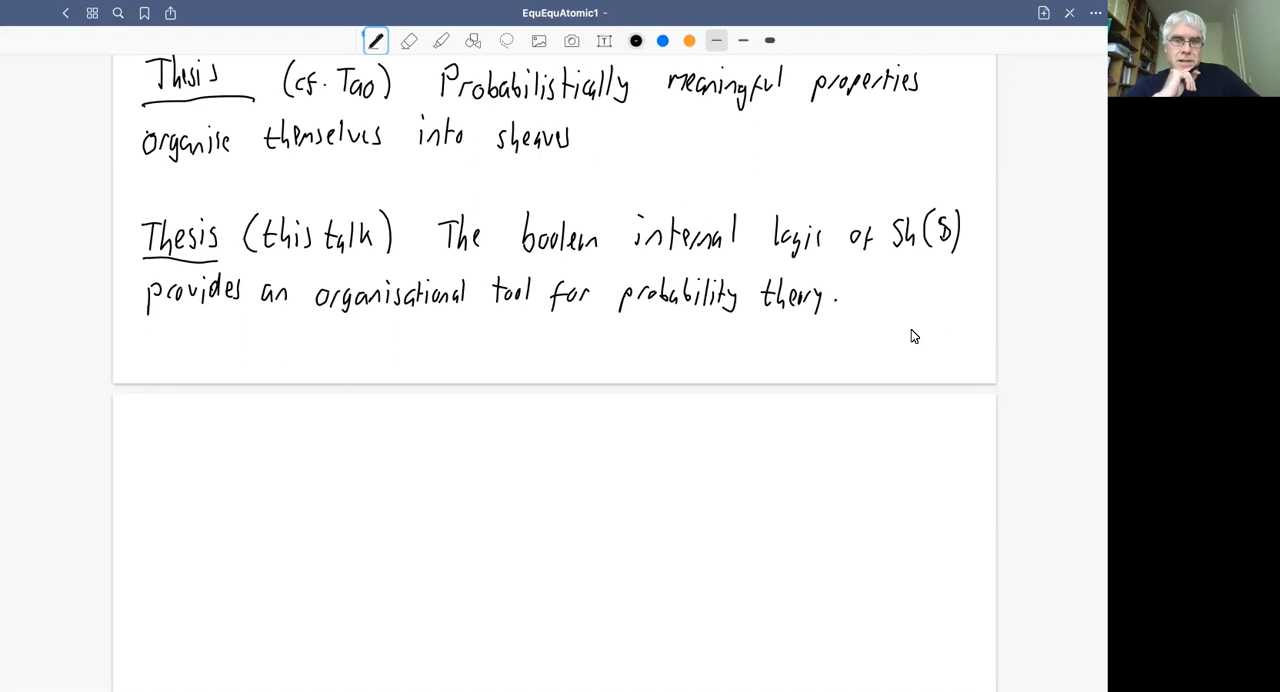 EquEquAtomic1
Thesis (cf. Tao) Probabilistically meaningful properties
organise themselves into sheaves
Thesis (this talk) The boolean internal logic of Sh(S)
provides an organisational tool for probability theory.